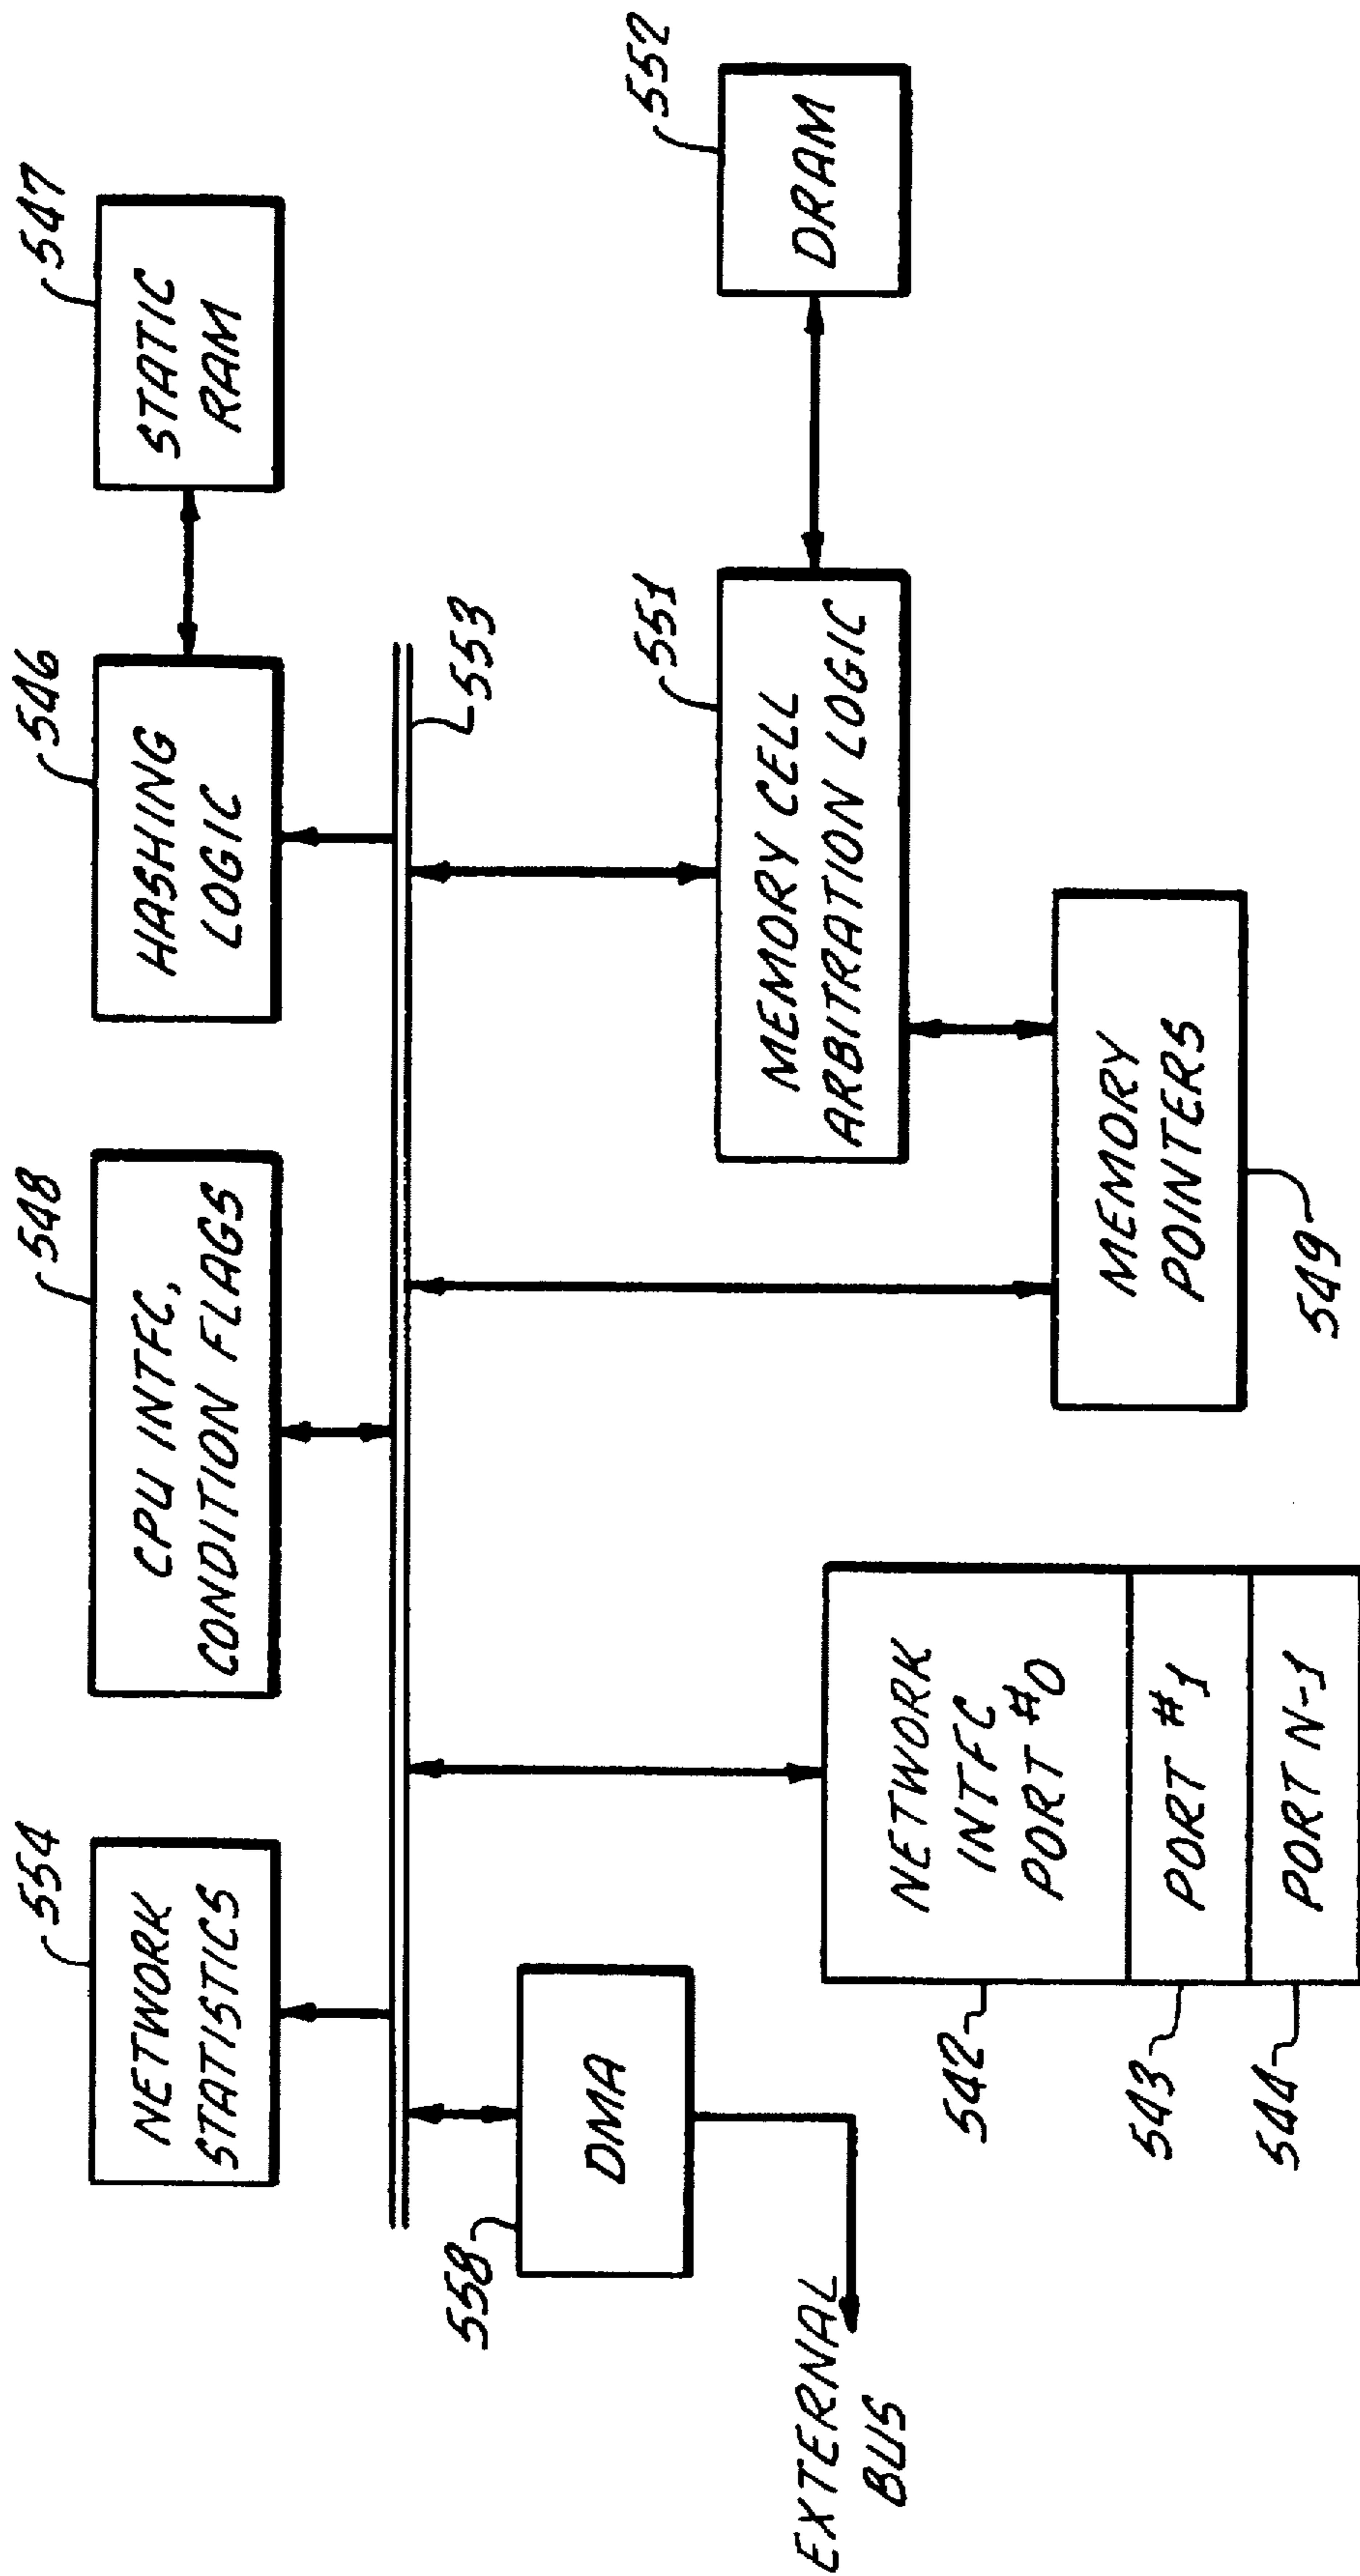 554
NETWORK
STATISTICS
548
CPU INTFC,
CONDITION FLAGS
546
HASHING
LOGIC
547
STATIC
RAM
553
558
DMA
EXTERNAL
BUS
542
NETWORK
INTFC
PORT #0
543
PORT #1
544
PORT N-1
551
MEMORY CELL
ARBITRATION LOGIC
552
DRAM
MEMORY
POINTERS
549